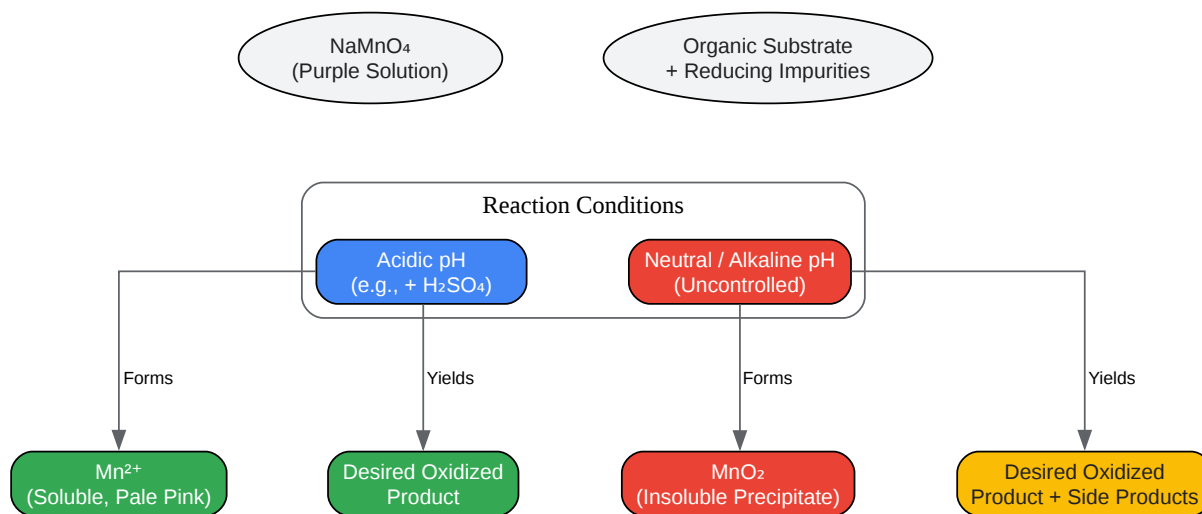 NaMnO₄
(Purple Solution)
Organic Substrate
+ Reducing Impurities
Reaction Conditions
Acidic pH
(e.g., + H₂SO₄)
Neutral / Alkaline pH
(Uncontrolled)
Forms
Yields
Forms
Yields
Mn²⁺
(Soluble, Pale Pink)
Desired Oxidized
Product
MnO₂
(Insoluble Precipitate)
Desired Oxidized
Product + Side Products